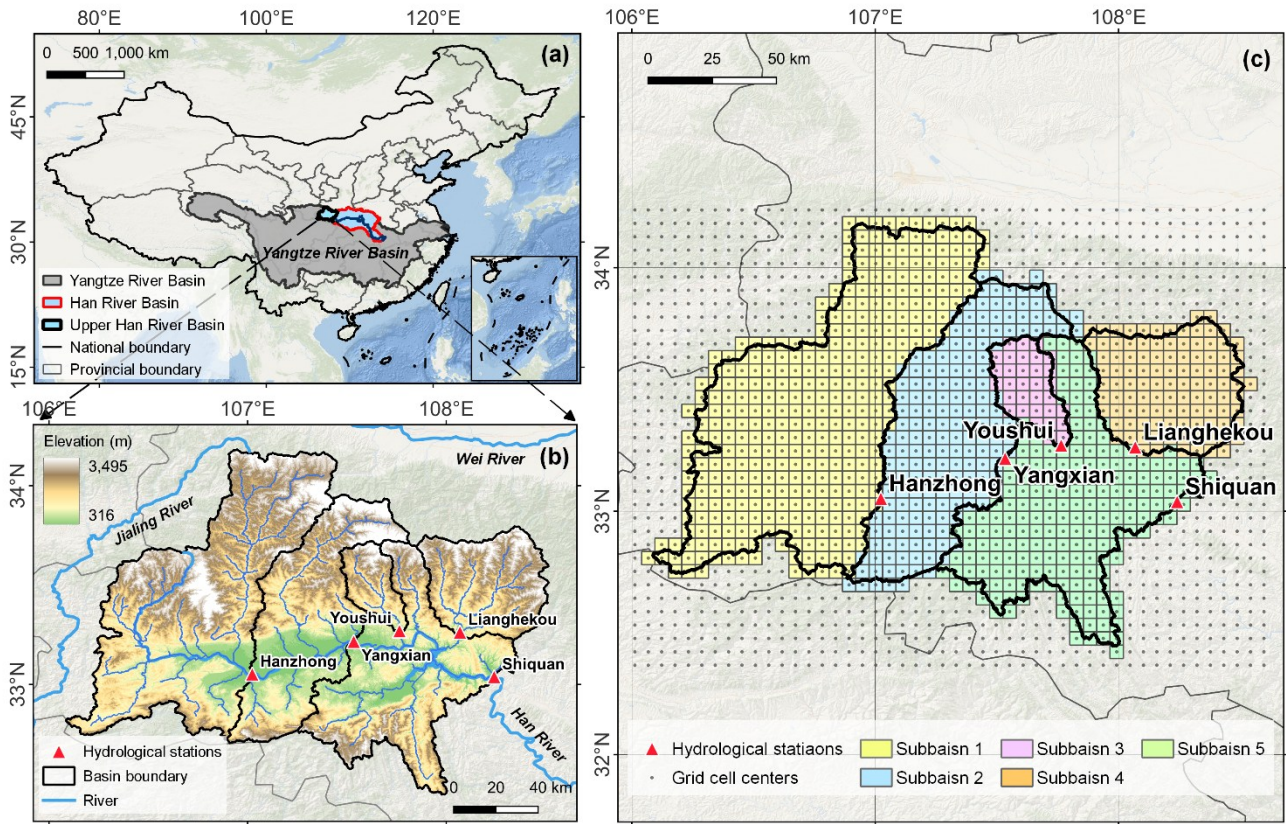 80°E 100°E 120°E
0 500 1,000 km
(a)
45°N
30°N
15°N
Yangtze River Basin
Yangtze River Basin
Han River Basin
Upper Han River Basin
National boundary
Provincial boundary
80°E 100°E 120°E
106°E 107°E 108°E
Elevation (m)
3,495
316
(b)
Wei River
Jialing River
34°N
33°N
Youshui
Lianghekou
Hanzhong
Yangxian
Shiquan
Han River
Hydrological stations
Basin boundary
River
0 20 40 km
106°E 107°E 108°E
0 25 50 km
(c)
34°N
33°N
32°N
Youshui
Lianghekou
Hanzhong
Yangxian
Shiquan
Hydrological statiaons
Subbaisn 1
Subbaisn 3
Subbaisn 5
Grid cell centers
Subbaisn 2
Subbaisn 4